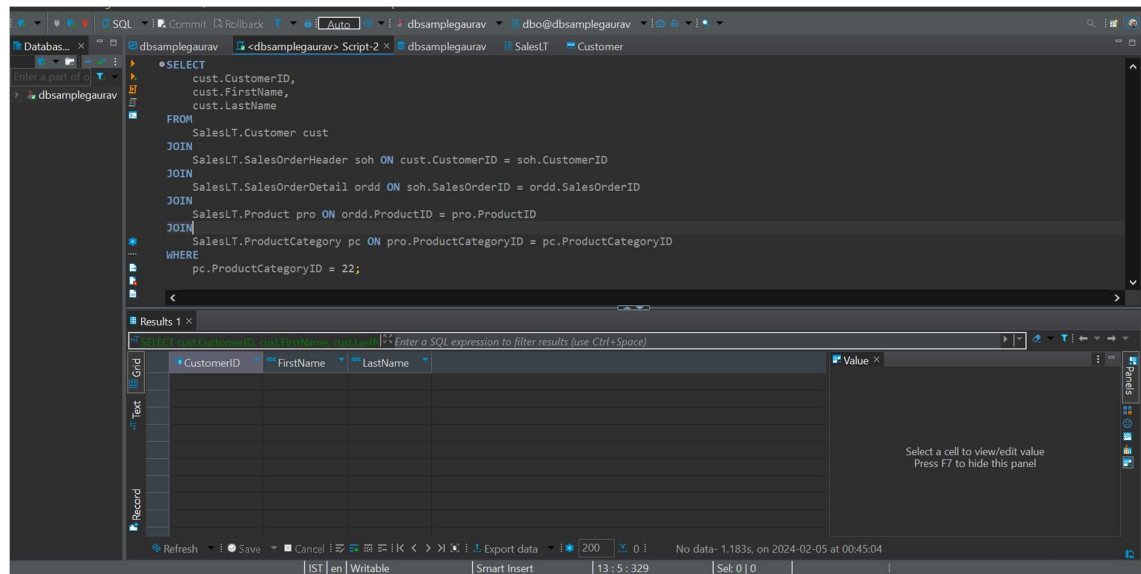 SQL Commit Rollback Auto dbsamplegaurav dbo@dbsamplegaurav
Databas... × dbsamplegaurav <dbsamplegaurav> Script-2 × dbsamplegaurav SalesLT Customer
Enter a part of o
dbsamplegaurav
SELECT
cust.CustomerID,
cust.FirstName,
cust.LastName
FROM
SalesLT.Customer cust
JOIN
SalesLT.SalesOrderHeader soh ON cust.CustomerID = soh.CustomerID
JOIN
SalesLT.SalesOrderDetail ordd ON soh.SalesOrderID = ordd.SalesOrderID
JOIN
SalesLT.Product pro ON ordd.ProductID = pro.ProductID
JOIN
SalesLT.ProductCategory pc ON pro.ProductCategoryID = pc.ProductCategoryID
WHERE
pc.ProductCategoryID = 22;
Results 1 ×
SELECT cust.CustomerID, cust.FirstName, cust.LastN Enter a SQL expression to filter results (use Ctrl+Space)
Grid
Text
Record
CustomerID FirstName LastName
Value ×
Panels
Select a cell to view/edit value
Press F7 to hide this panel
Refresh Save Cancel Export data 200 0 No data- 1.183s, on 2024-02-05 at 00:45:04
IST en Writable Smart Insert 13 : 5 : 329 Sel: 0 | 0